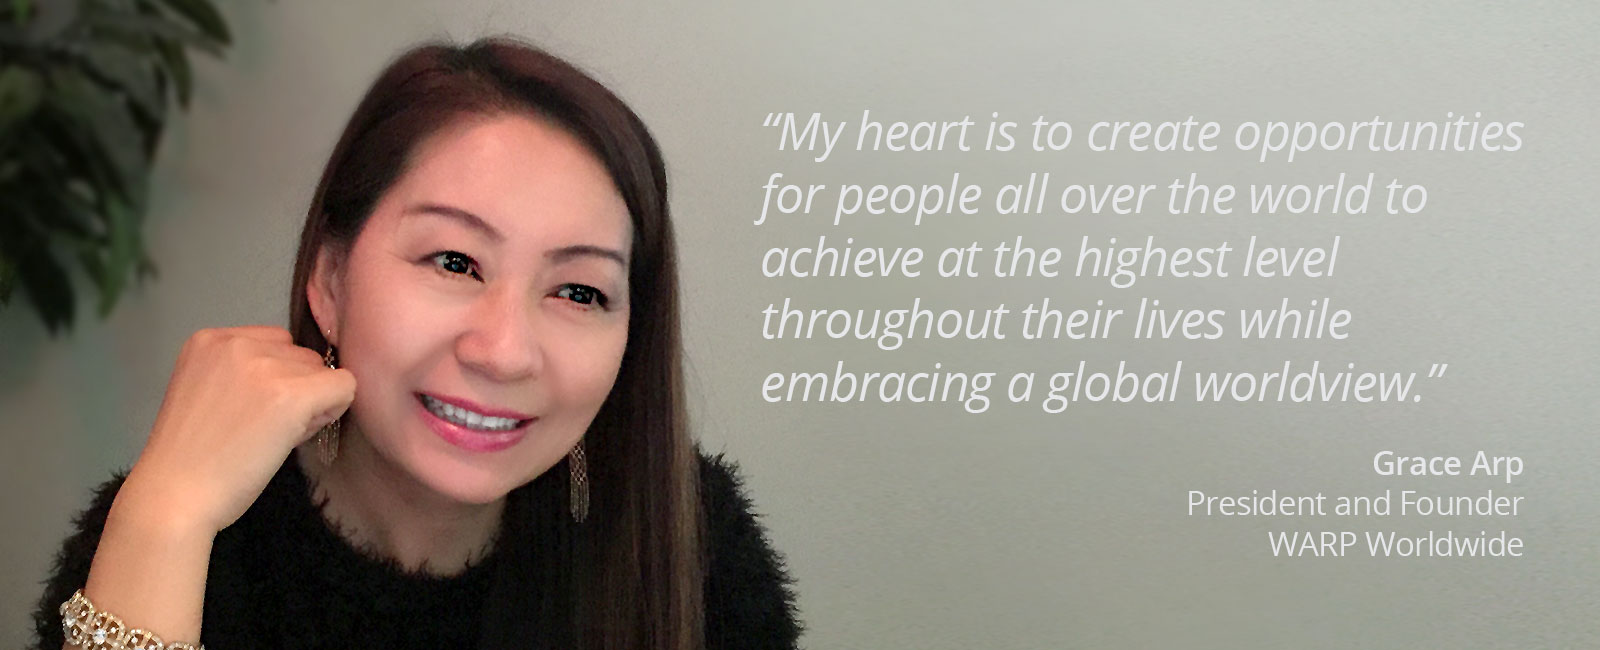 “My heart is to create opportunities
for people all over the world to
achieve at the highest level
throughout their lives while
embracing a global worldview.”
Grace Arp
President and Founder
WARP Worldwide